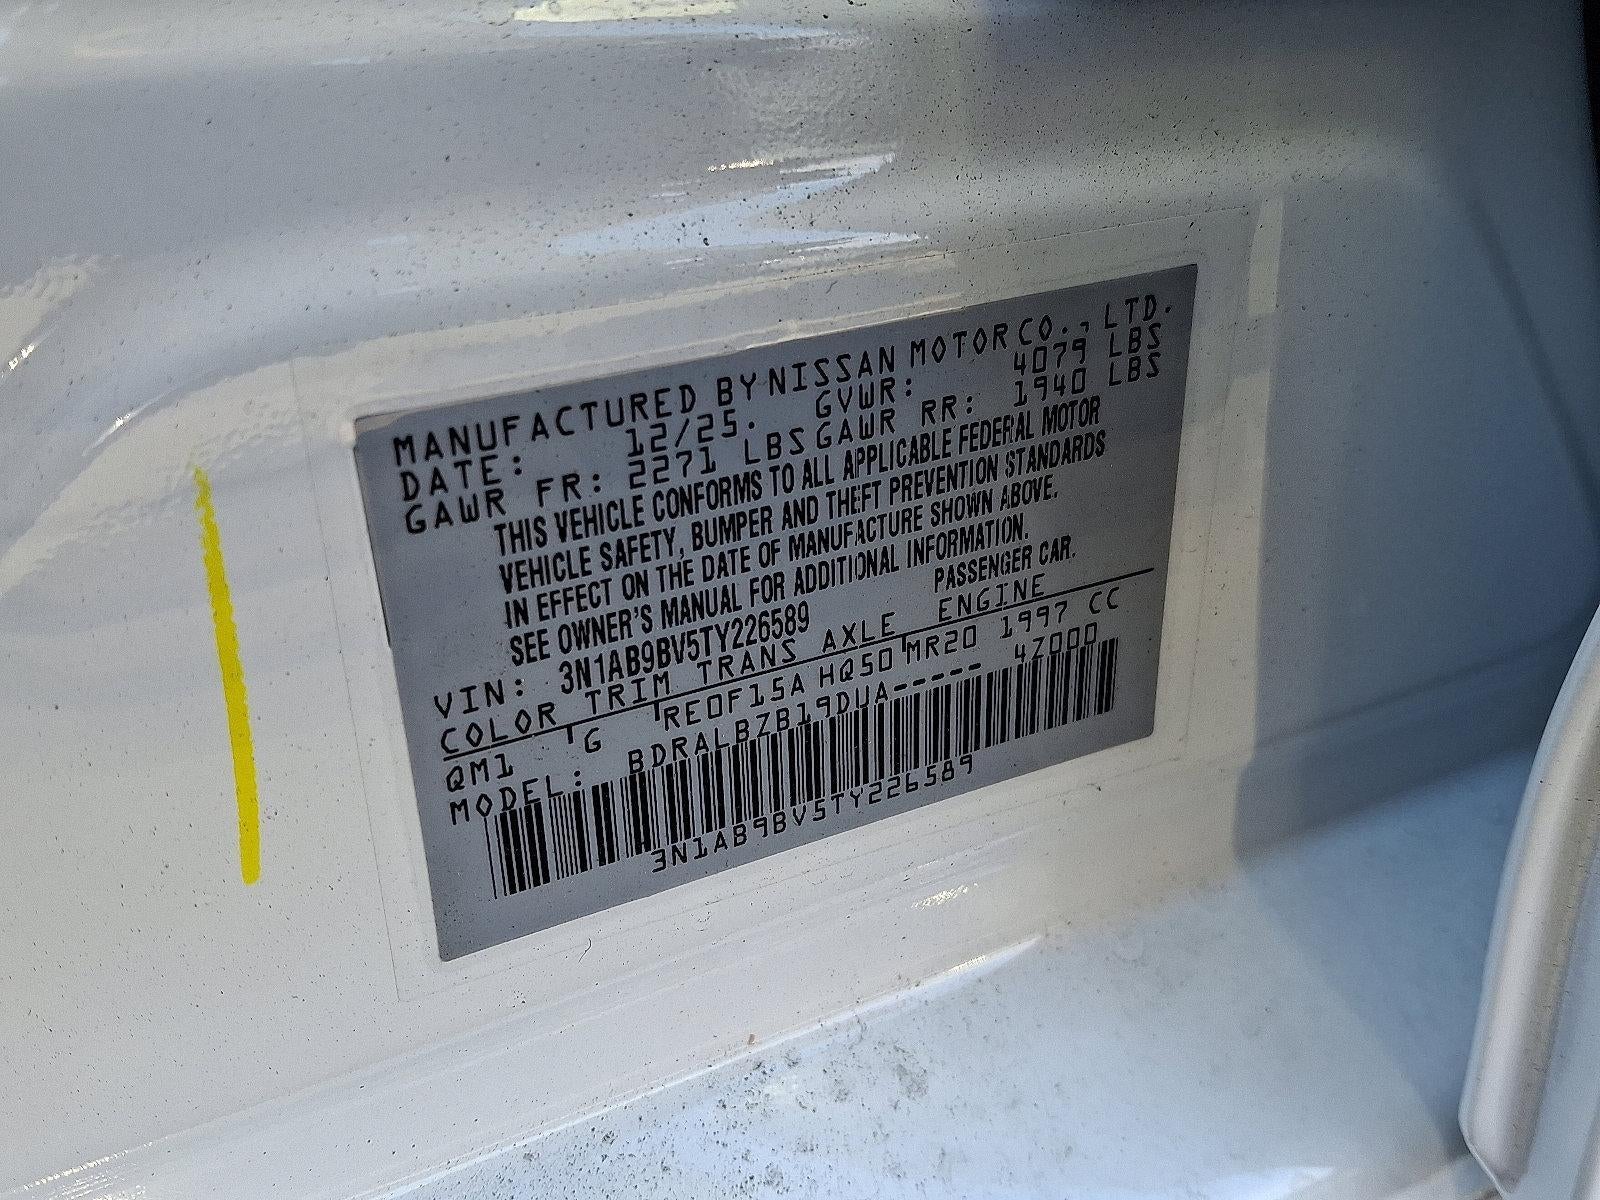 MANUFACTURED BY NISSAN MOTOR CO., LTD.
DATE: 12/25. GVWR: 4079 LBS
GAWR FR: 2271 LBS GAWR RR: 1940 LBS
THIS VEHICLE CONFORMS TO ALL APPLICABLE FEDERAL MOTOR
VEHICLE SAFETY, BUMPER AND THEFT PREVENTION STANDARDS
IN EFFECT ON THE DATE OF MANUFACTURE SHOWN ABOVE.
SEE OWNER'S MANUAL FOR ADDITIONAL INFORMATION.
VIN: 3N1AB9BV5TY226589 PASSENGER CAR.
COLOR TRIM TRANS AXLE ENGINE
QM1 G RE0F15A HQ50 MR20 1997 CC
MODEL: BDRALBZB19DUA----- 4Z000
3N1AB9BV5TY226589